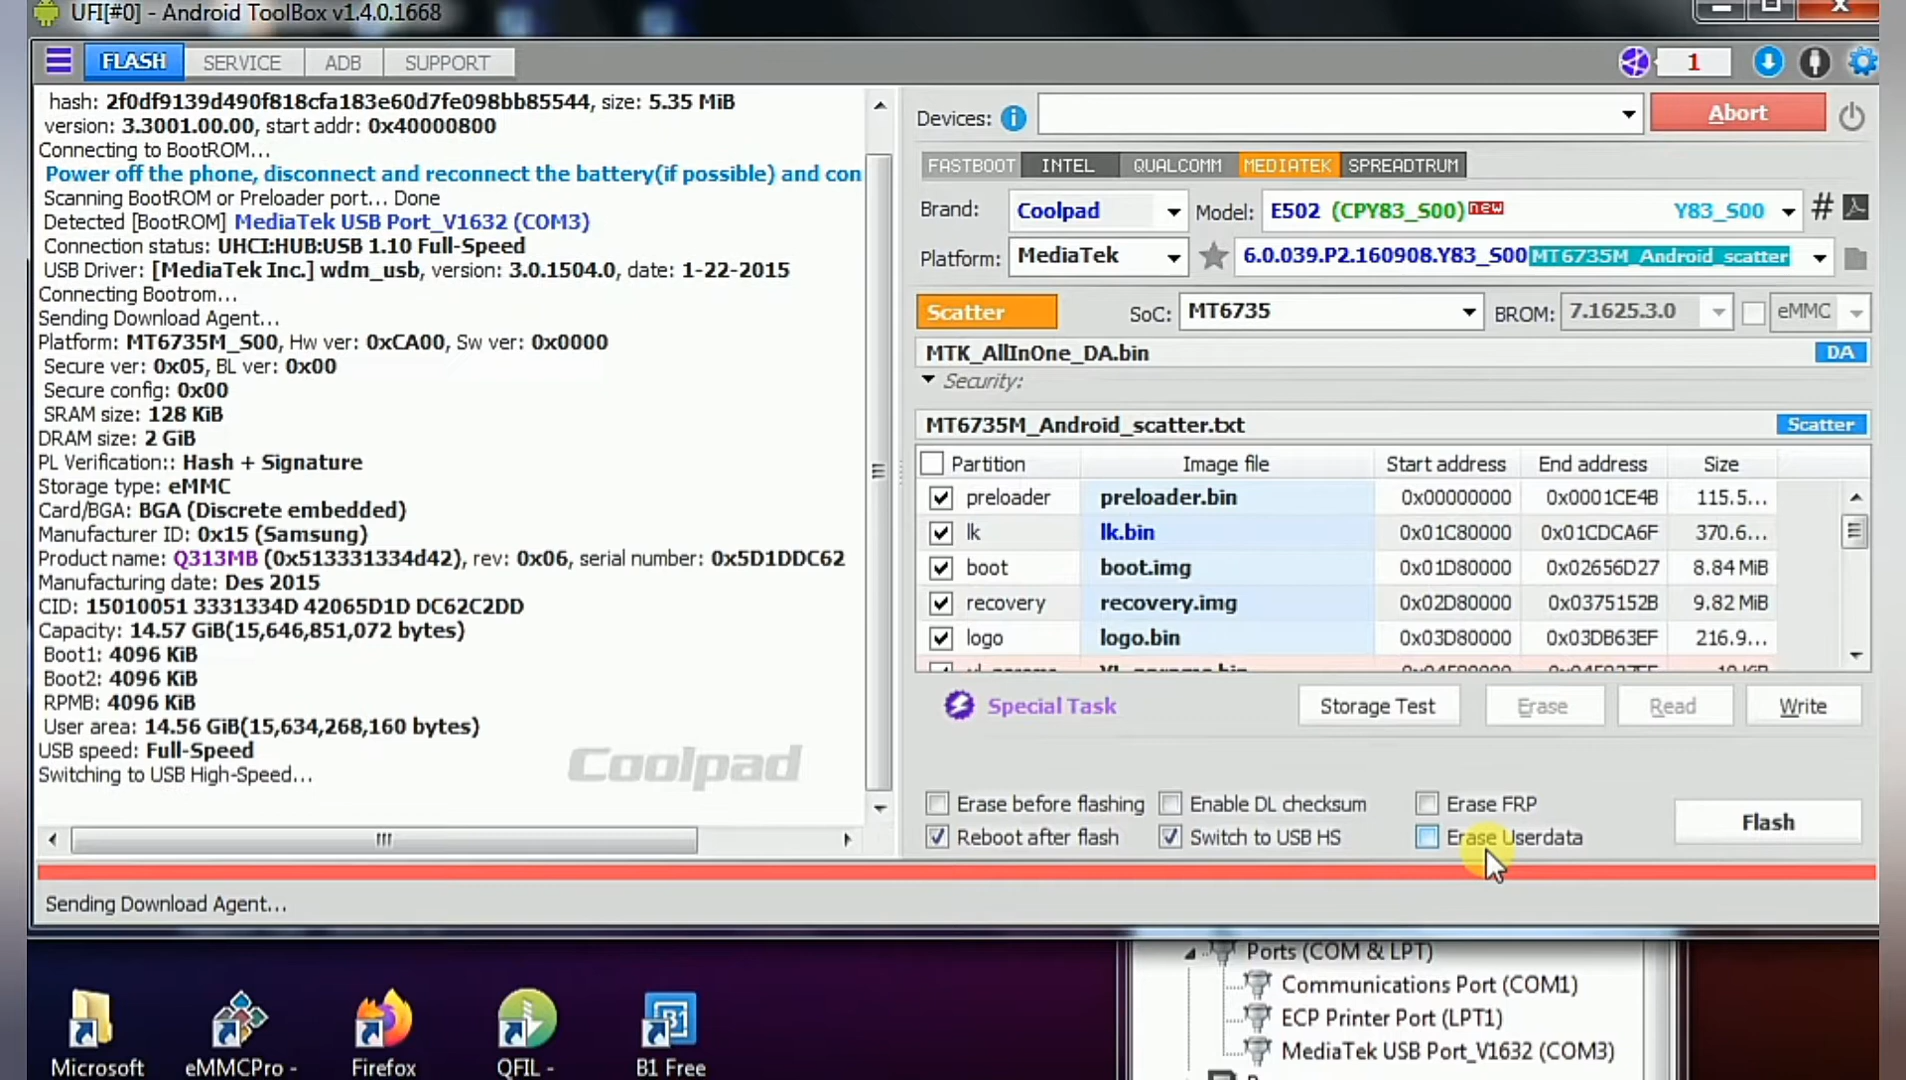 UFI[#0] - Android ToolBox v1.4.0.1668
FLASH SERVICE ADB SUPPORT
1
hash: 2f0df9139d490f818cfa183e60d7fe098bb85544, size: 5.35 MiB
version: 3.3001.00.00, start addr: 0x40000800
Connecting to BootROM...
Power off the phone, disconnect and reconnect the battery(if possible) and con
Scanning BootROM or Preloader port... Done
Detected [BootROM] MediaTek USB Port_V1632 (COM3)
Connection status: UHCI:HUB:USB 1.10 Full-Speed
USB Driver: [MediaTek Inc.] wdm_usb, version: 3.0.1504.0, date: 1-22-2015
Connecting Bootrom...
Sending Download Agent...
Platform: MT6735M_S00, Hw ver: 0xCA00, Sw ver: 0x0000
Secure ver: 0x05, BL ver: 0x00
Secure config: 0x00
SRAM size: 128 KiB
DRAM size: 2 GiB
PL Verification:: Hash + Signature
Storage type: eMMC
Card/BGA: BGA (Discrete embedded)
Manufacturer ID: 0x15 (Samsung)
Product name: Q313MB (0x513331334d42), rev: 0x06, serial number: 0x5D1DDC62
Manufacturing date: Des 2015
CID: 15010051 3331334D 42065D1D DC62C2DD
Capacity: 14.57 GiB(15,646,851,072 bytes)
Boot1: 4096 KiB
Boot2: 4096 KiB
RPMB: 4096 KiB
User area: 14.56 GiB(15,634,268,160 bytes)
USB speed: Full-Speed
Switching to USB High-Speed...
Coolpad
Devices: Abort
FASTBOOT INTEL QUALCOMM MEDIATEK SPREADTRUM
Brand: Coolpad Model: E502 (CPY83_S00) new Y83_S00 #
Platform: MediaTek 6.0.039.P2.160908.Y83_S00 MT6735M_Android_scatter
Scatter SoC: MT6735 BROM: 7.1625.3.0 eMMC
MTK_AllInOne_DA.bin DA
Security:
MT6735M_Android_scatter.txt Scatter
Partition Image file Start address End address Size
preloader preloader.bin 0x00000000 0x0001CE4B 115.5...
lk lk.bin 0x01C80000 0x01CDCA6F 370.6...
boot boot.img 0x01D80000 0x02656D27 8.84 MiB
recovery recovery.img 0x02D80000 0x0375152B 9.82 MiB
logo logo.bin 0x03D80000 0x03DB63EF 216.9...
Special Task Storage Test Erase Read Write
Erase before flashing Enable DL checksum Erase FRP
Reboot after flash Switch to USB HS Erase Userdata
Flash
Sending Download Agent...
Ports (COM & LPT)
Communications Port (COM1)
ECP Printer Port (LPT1)
MediaTek USB Port_V1632 (COM3)
Microsoft eMMCPro - Firefox QFIL - B1 Free